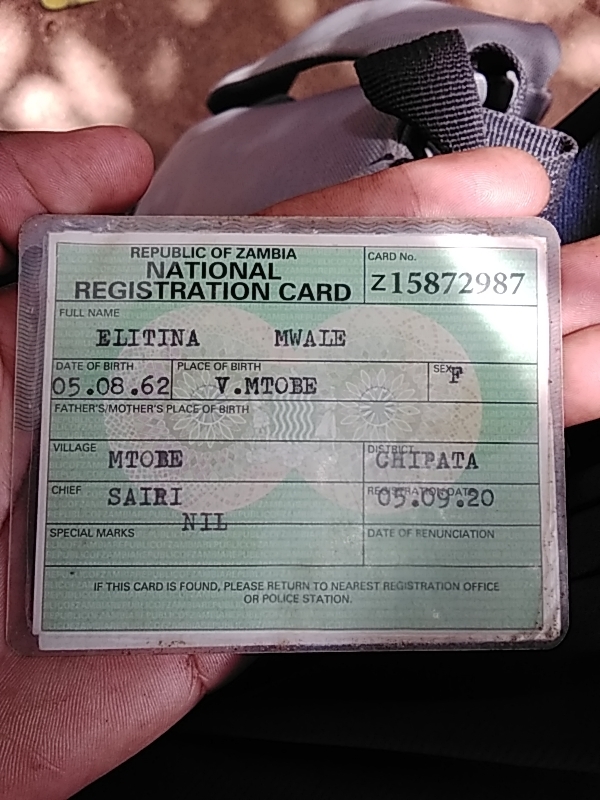 REPUBLIC OF ZAMBIA
NATIONAL
REGISTRATION CARD
CARD No.
Z15872987
FULL NAME
ELITINA MWALE
DATE OF BIRTH
05.08.62
PLACE OF BIRTH
V.MTOBE
SEX
F
FATHER'S/MOTHER'S PLACE OF BIRTH
VILLAGE
MTOBE
DISTRICT
CHIPATA
CHIEF
SAIRI
REGISTRATION DATE
05.09.20
SPECIAL MARKS
NIL
DATE OF RENUNCIATION
IF THIS CARD IS FOUND, PLEASE RETURN TO NEAREST REGISTRATION OFFICE
OR POLICE STATION.